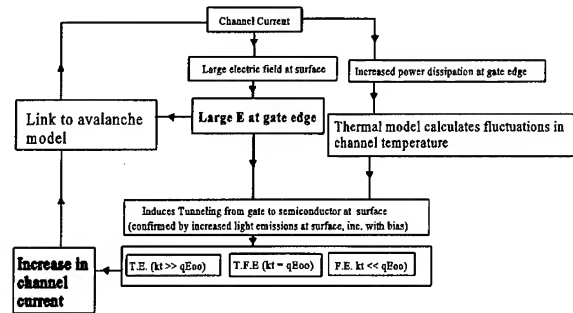 Channel Current
Large electric field at surface
Increased power dissipation at gate edge
Link to avalanche
model
Large E at gate edge
Thermal model calculates fluctuations in
channel temperature
Induces Tunneling from gate to semiconductor at surface
(confirmed by increased light emissions at surface, inc. with bias)
Increase in
channel
current
T.E. (kt >> qEoo)
T.F.E (kt = qEoo)
F.E. kt << qEoo)